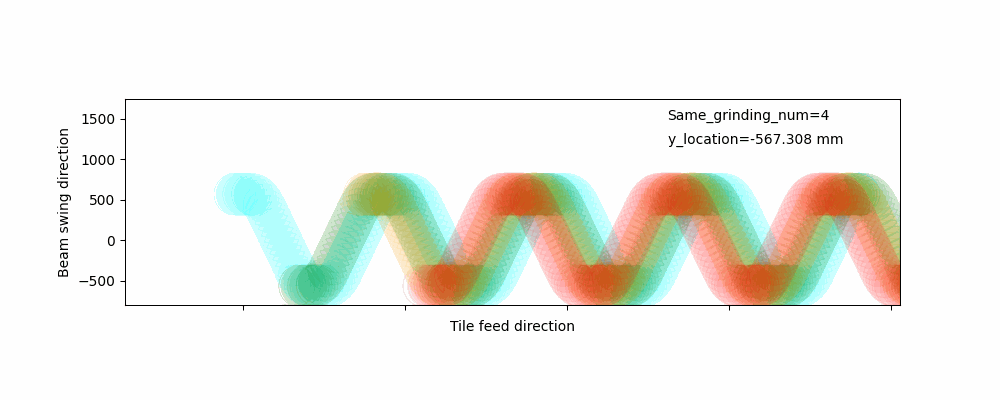 Same_grinding_num=4
y_location=-567.308 mm
1500
1000
500
0
−500
Beam swing direction
Tile feed direction